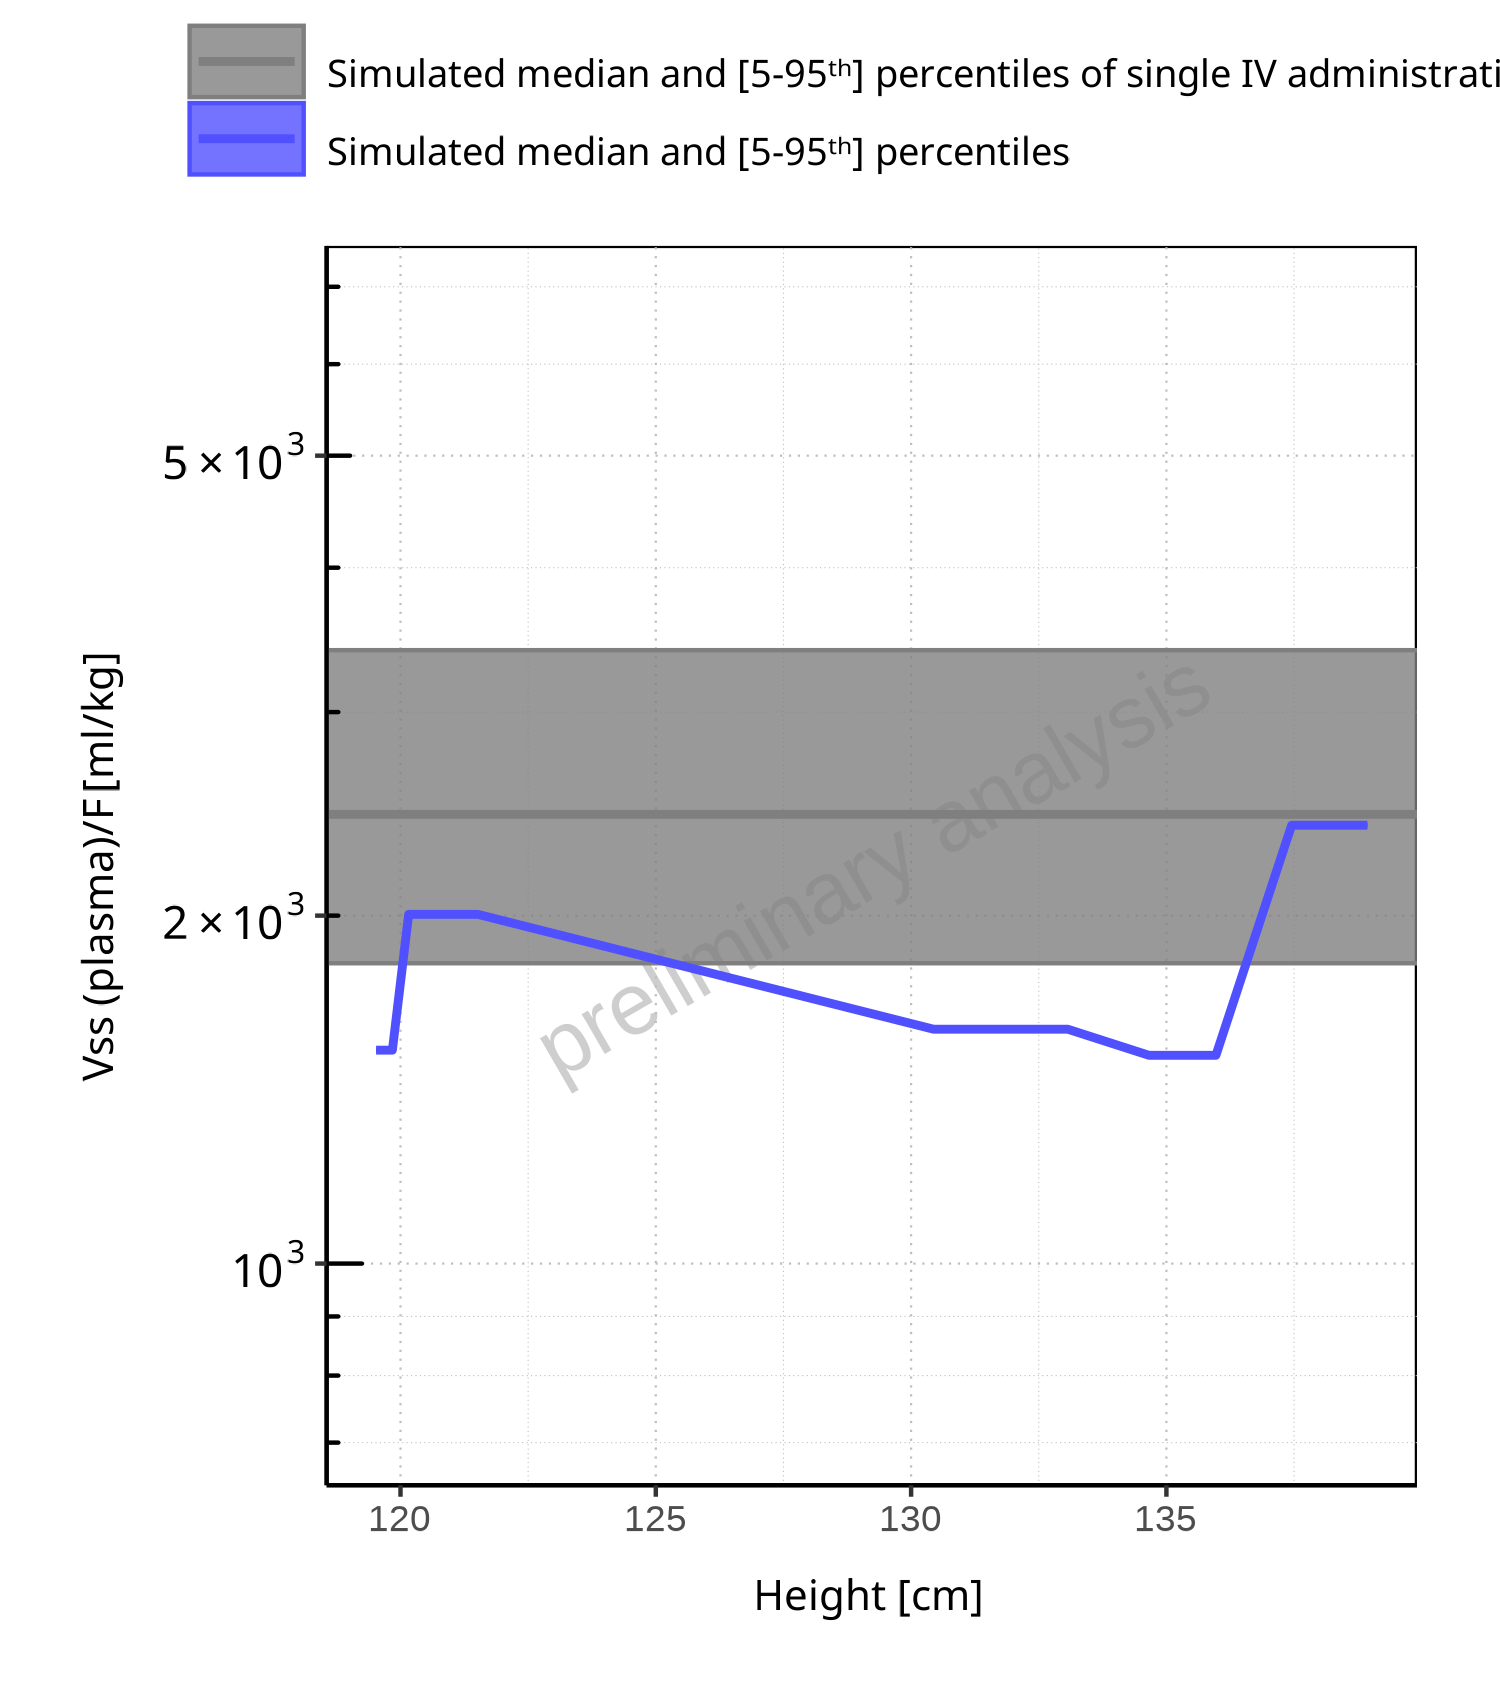 Simulated median and [5-95ᵗʰ] percentiles of single IV administrati
Simulated median and [5-95ᵗʰ] percentiles
5 × 10³
2 × 10³
10³
Vss (plasma)/F [ml/kg]
preliminary analysis
120 125 130 135
Height [cm]